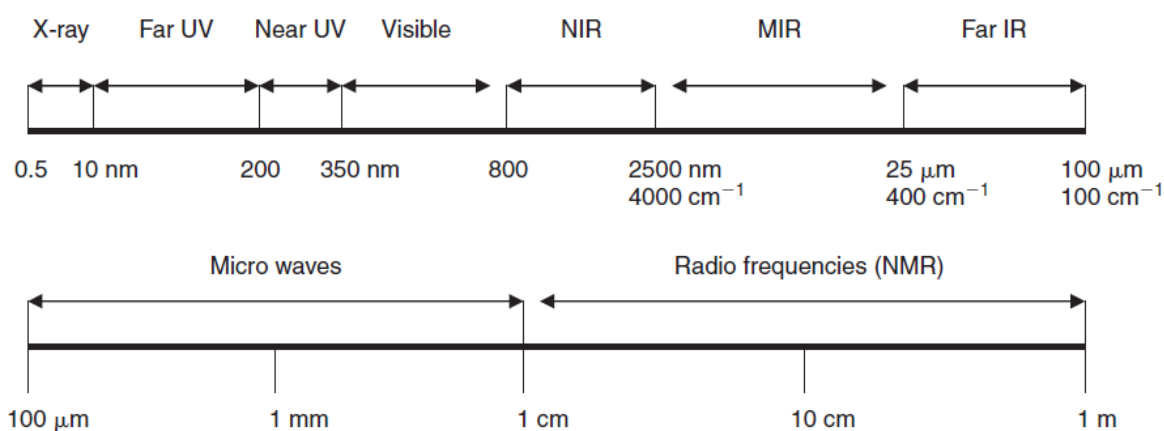 X-ray Far UV Near UV Visible NIR MIR Far IR
0.5 10 nm 200 350 nm 800 2500 nm 25 μm 100 μm
4000 cm⁻¹ 400 cm⁻¹ 100 cm⁻¹
Micro waves Radio frequencies (NMR)
100 μm 1 mm 1 cm 10 cm 1 m